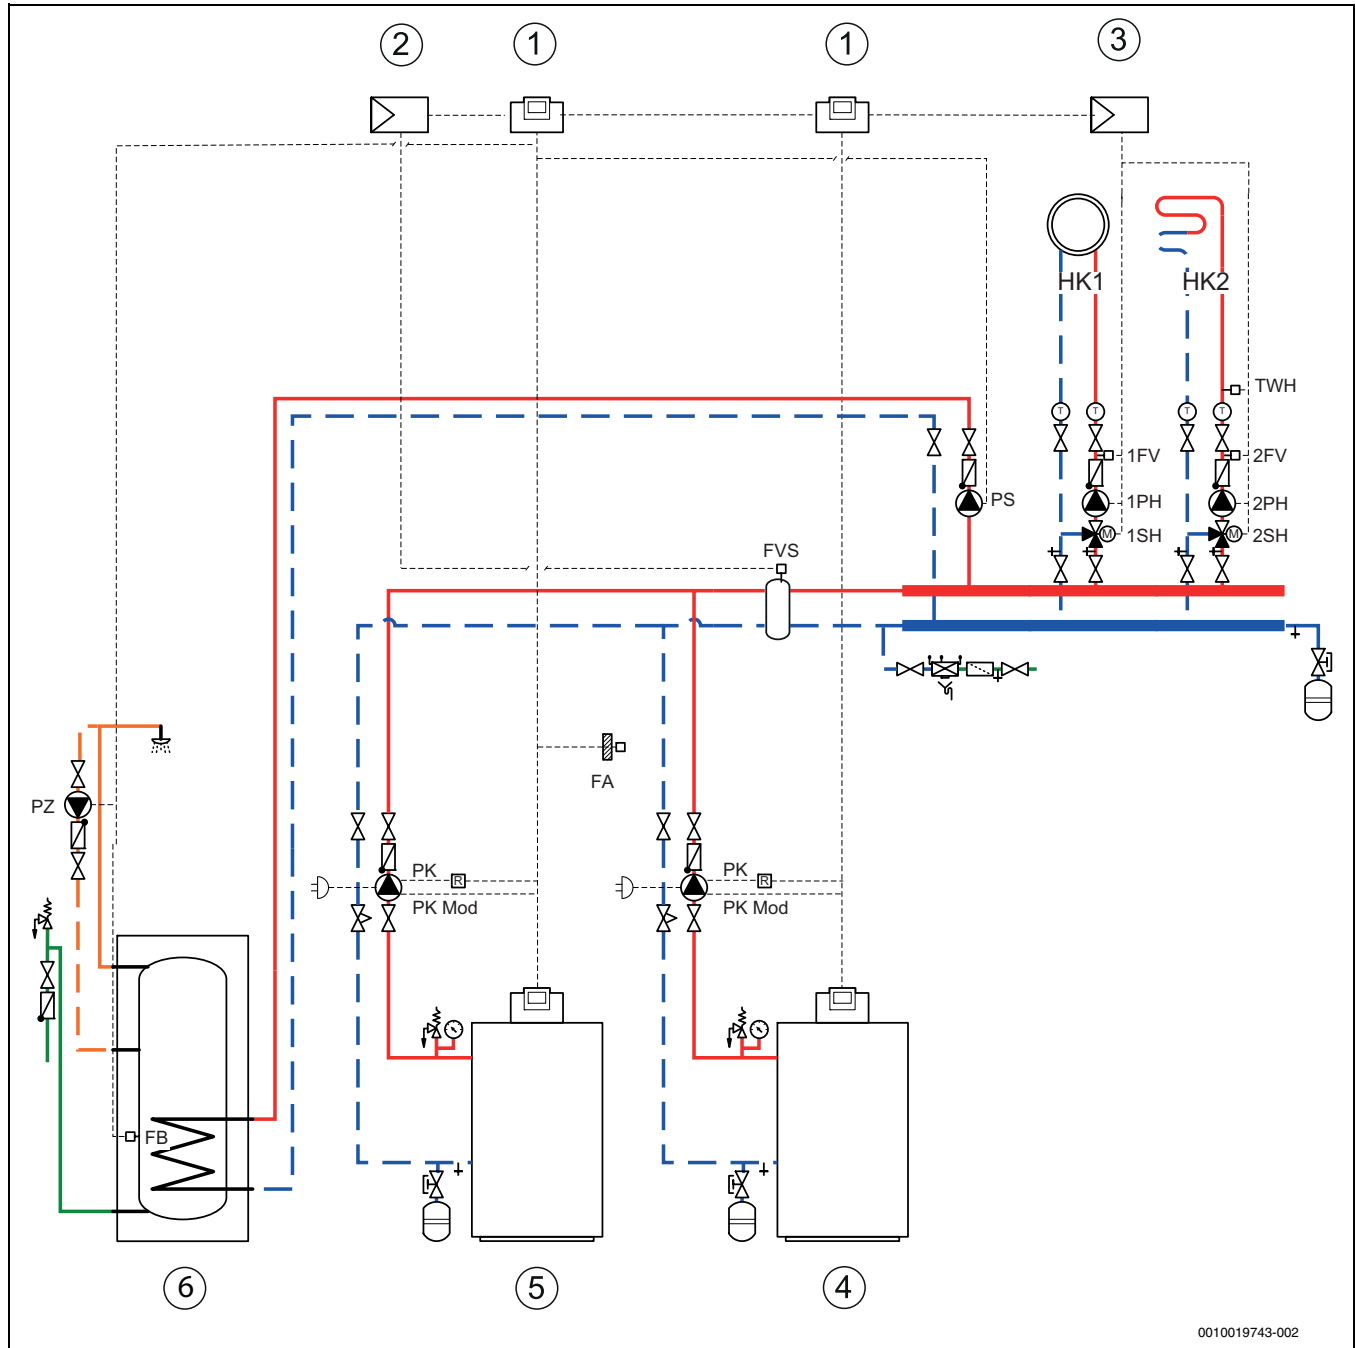 2
1
1
3
HK1
HK2
TWH
T
T
T
T
1FV
2FV
PS
1PH
2PH
M
1SH
M
2SH
FVS
FA
PZ
PK
R
PK Mod
PK
R
PK Mod
FB
6
5
4
0010019743-002